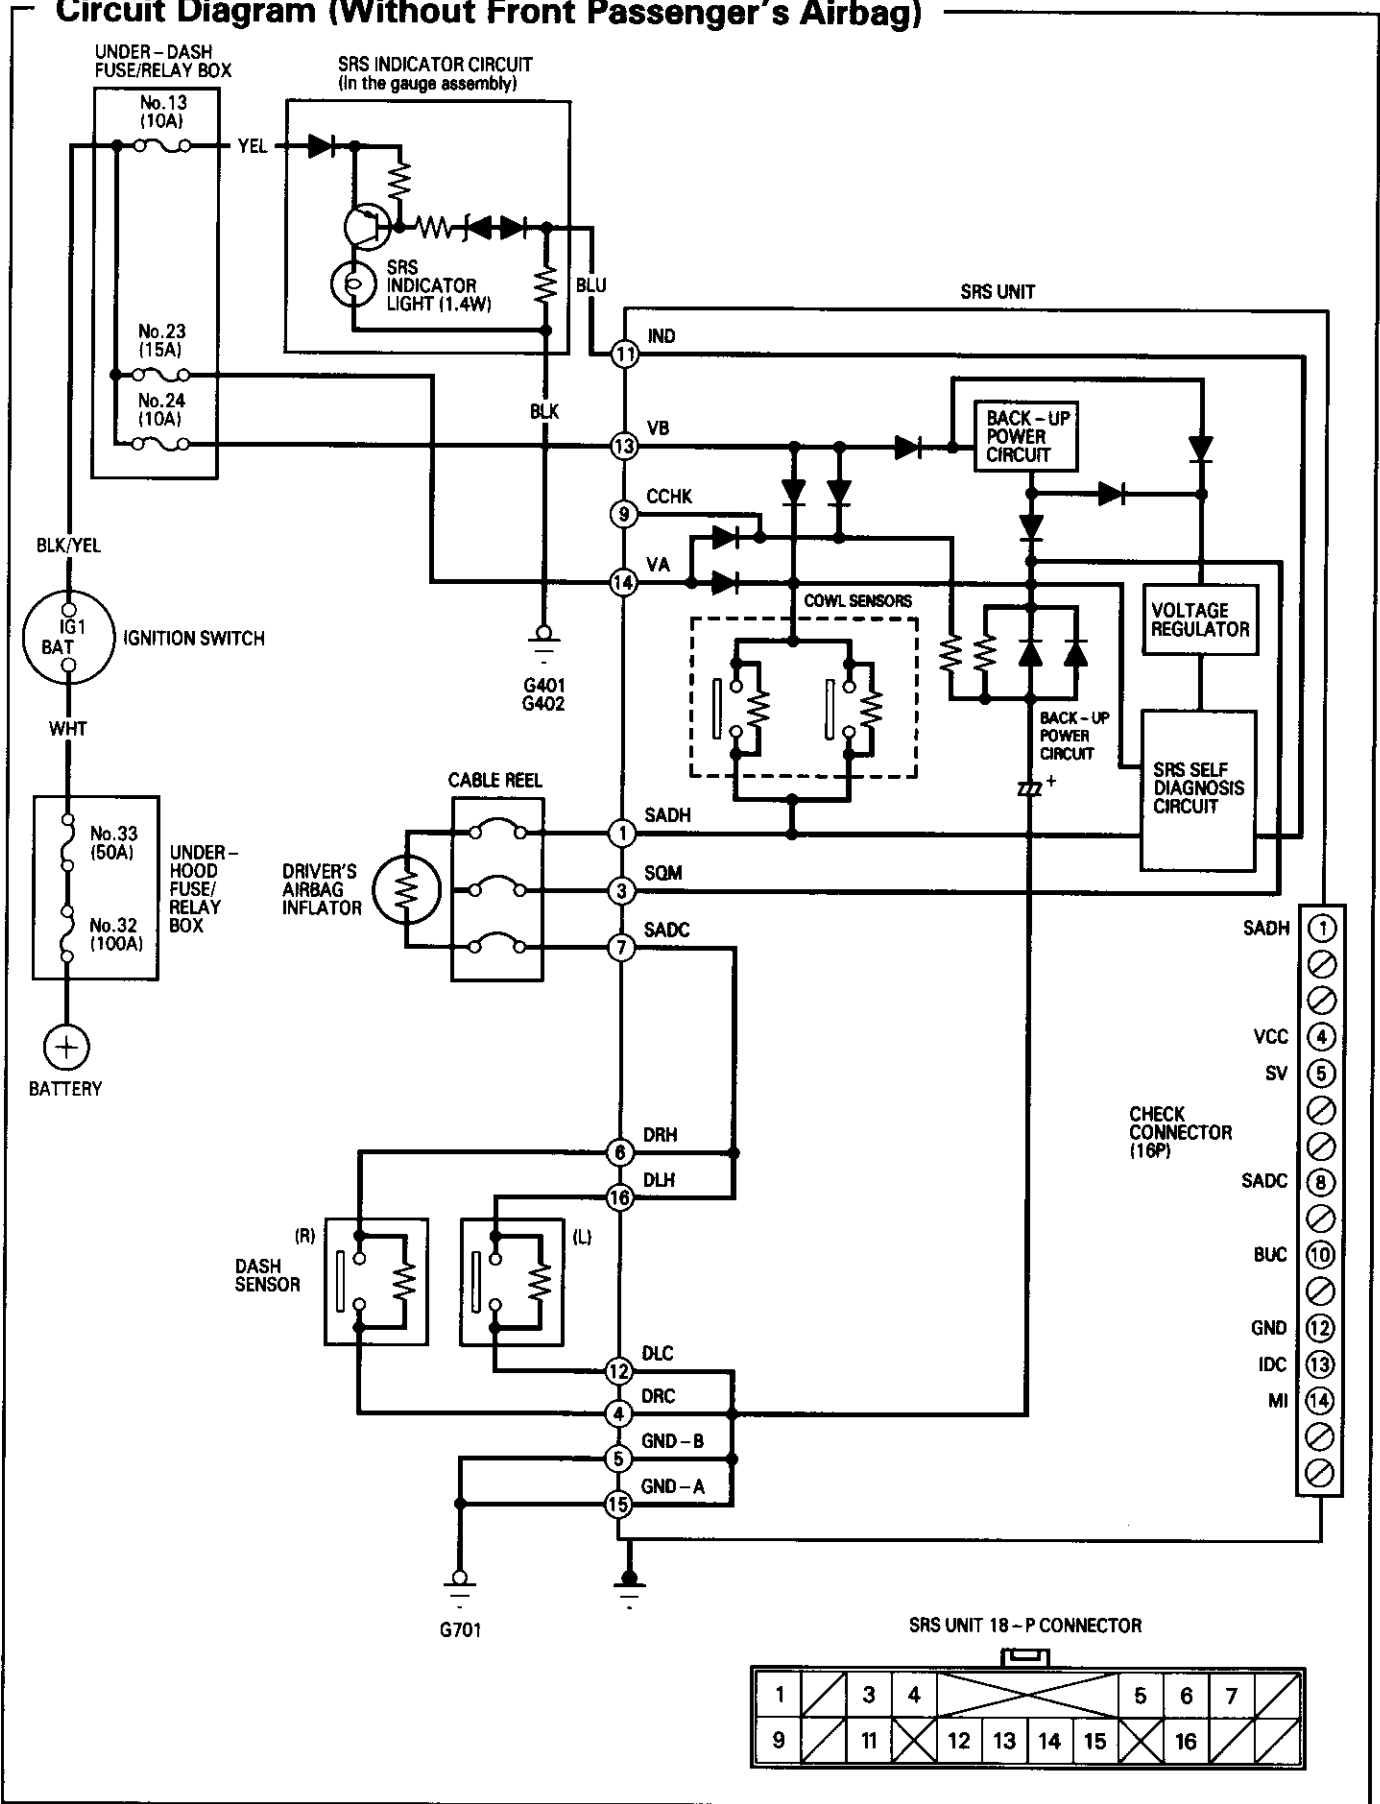 Circuit Diagram (Without Front Passenger's Airbag)
UNDER-DASH
FUSE/RELAY BOX
No.13
(10A)
YEL
SRS INDICATOR CIRCUIT
(In the gauge assembly)
SRS
INDICATOR
LIGHT (1.4W)
BLU
No.23
(15A)
No.24
(10A)
BLK
SRS UNIT
IND
11
VB
13
CCHK
9
VA
14
BACK-UP
POWER
CIRCUIT
BLK/YEL
IG1
BAT
IGNITION SWITCH
G401
G402
COWL SENSORS
VOLTAGE
REGULATOR
BACK-UP
POWER
CIRCUIT
+
SRS SELF
DIAGNOSIS
CIRCUIT
WHT
No.33
(50A)
No.32
(100A)
UNDER-
HOOD
FUSE/
RELAY
BOX
+
BATTERY
CABLE REEL
DRIVER'S
AIRBAG
INFLATOR
SADH
1
SQM
3
SADC
7
DRH
6
DLH
16
(R)
(L)
DASH
SENSOR
DLC
12
DRC
4
GND-B
5
GND-A
15
G701
CHECK
CONNECTOR
(16P)
SADH 1
VCC 4
SV 5
SADC 8
BUC 10
GND 12
IDC 13
MI 14
SRS UNIT 18-P CONNECTOR
1 3 4 5 6 7
9 11 12 13 14 15 16